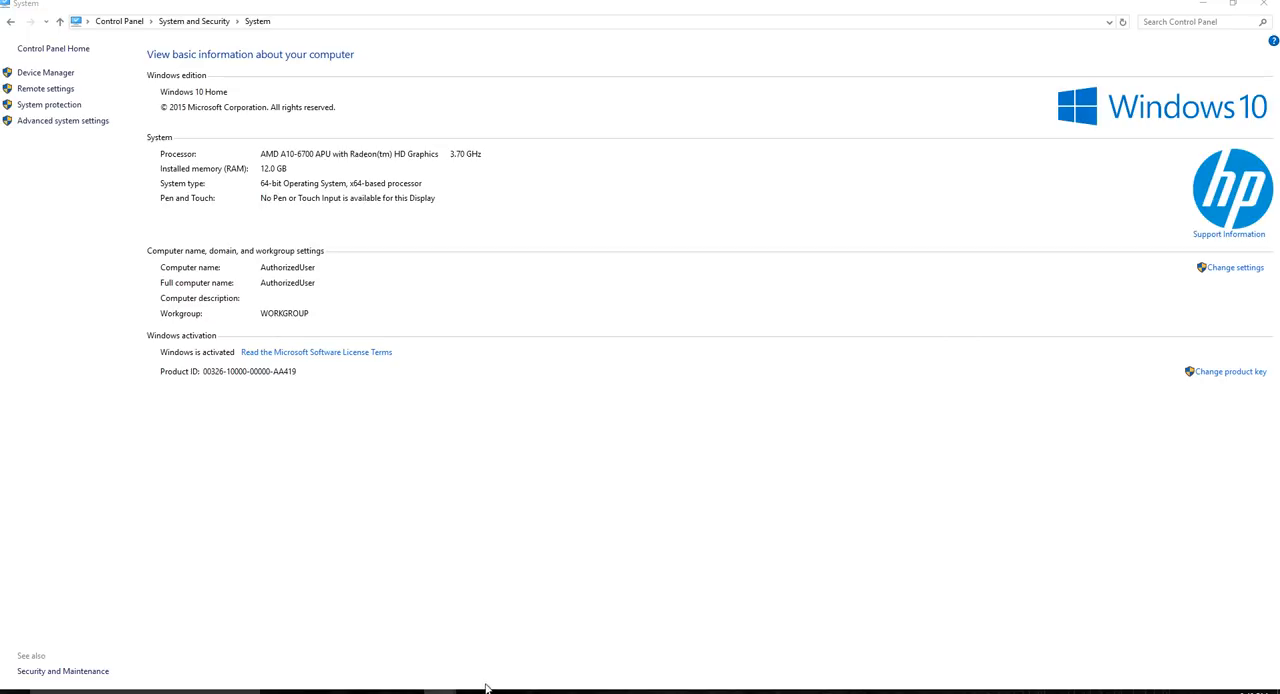 System
Control Panel > System and Security > System
Search Control Panel
Control Panel Home
Device Manager
Remote settings
System protection
Advanced system settings
View basic information about your computer
Windows edition
Windows 10 Home
© 2015 Microsoft Corporation. All rights reserved.
Windows 10
System
Processor: AMD A10-6700 APU with Radeon(tm) HD Graphics 3.70 GHz
Installed memory (RAM): 12.0 GB
System type: 64-bit Operating System, x64-based processor
Pen and Touch: No Pen or Touch Input is available for this Display
hp
Support Information
Computer name, domain, and workgroup settings
Computer name: AuthorizedUser
Change settings
Full computer name: AuthorizedUser
Computer description:
Workgroup: WORKGROUP
Windows activation
Windows is activated Read the Microsoft Software License Terms
Product ID: 00326-10000-00000-AA419
Change product key
See also
Security and Maintenance